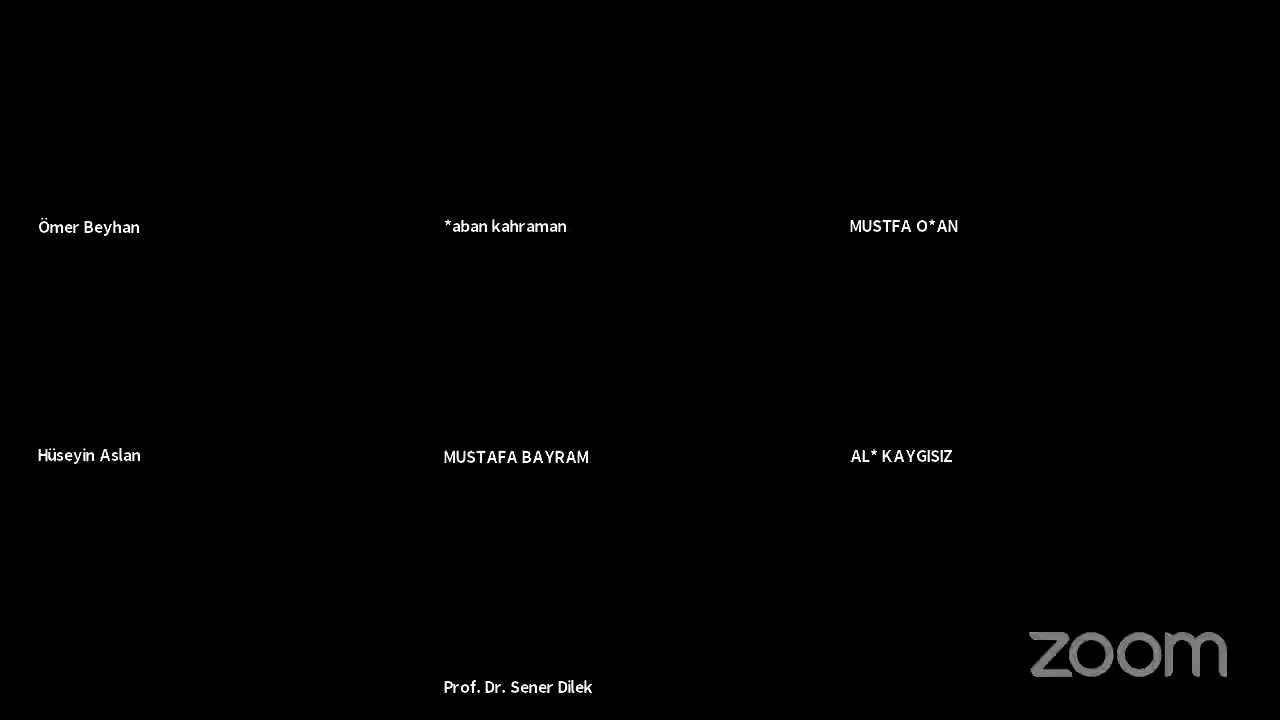 Ömer Beyhan
*aban kahraman
MUSTFA O*AN
Hüseyin Aslan
MUSTAFA BAYRAM
AL* KAYGISIZ
zoom
Prof. Dr. Sener Dilek